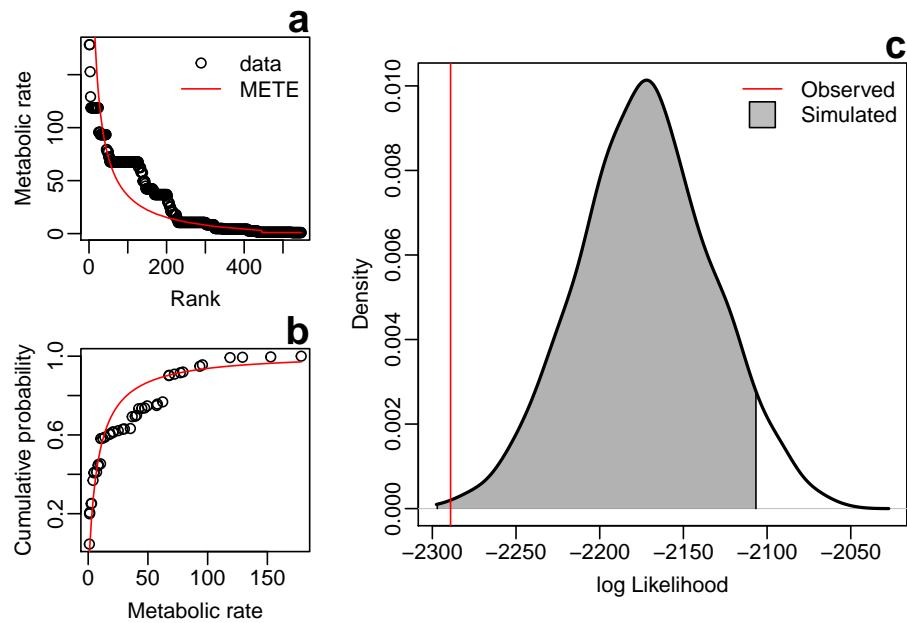 a
data
METE
Metabolic rate
0 50 100
0 200 400
Rank
b
Cumulative probability
0.2 0.6 1.0
0 50 100 150
Metabolic rate
c
Observed
Simulated
Density
0.000 0.002 0.004 0.006 0.008 0.010
−2300 −2250 −2200 −2150 −2100 −2050
log Likelihood